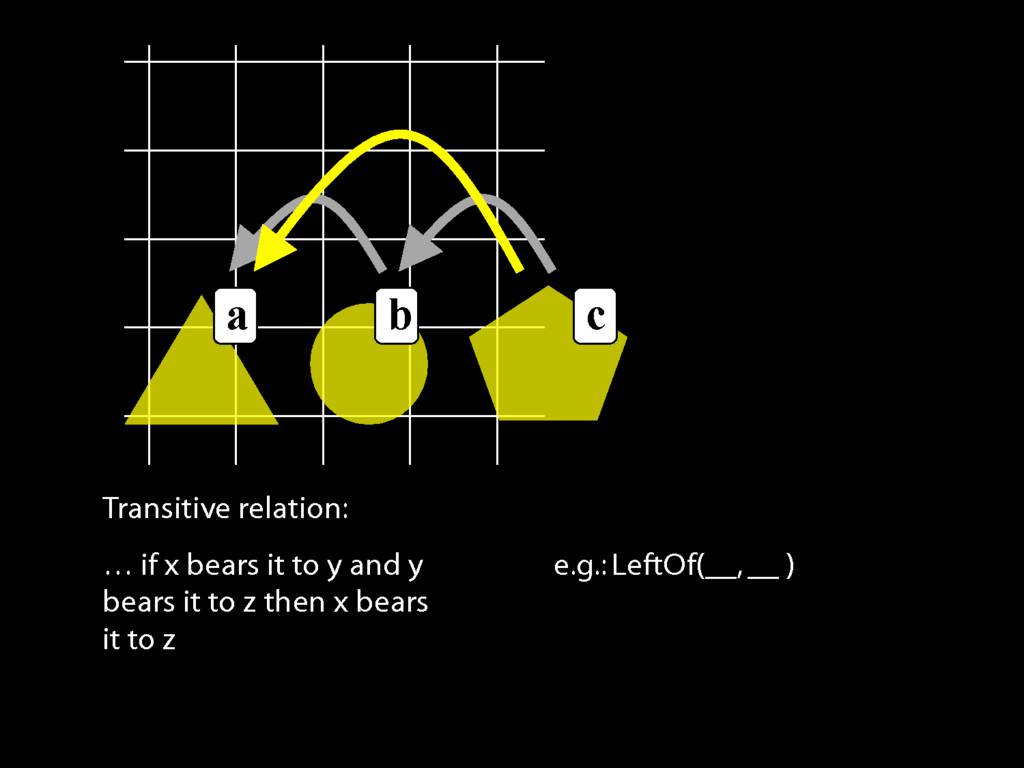 a
b
c
Transitive relation:
… if x bears it to y and y
bears it to z then x bears
it to z
e.g.: LeftOf(__, __ )